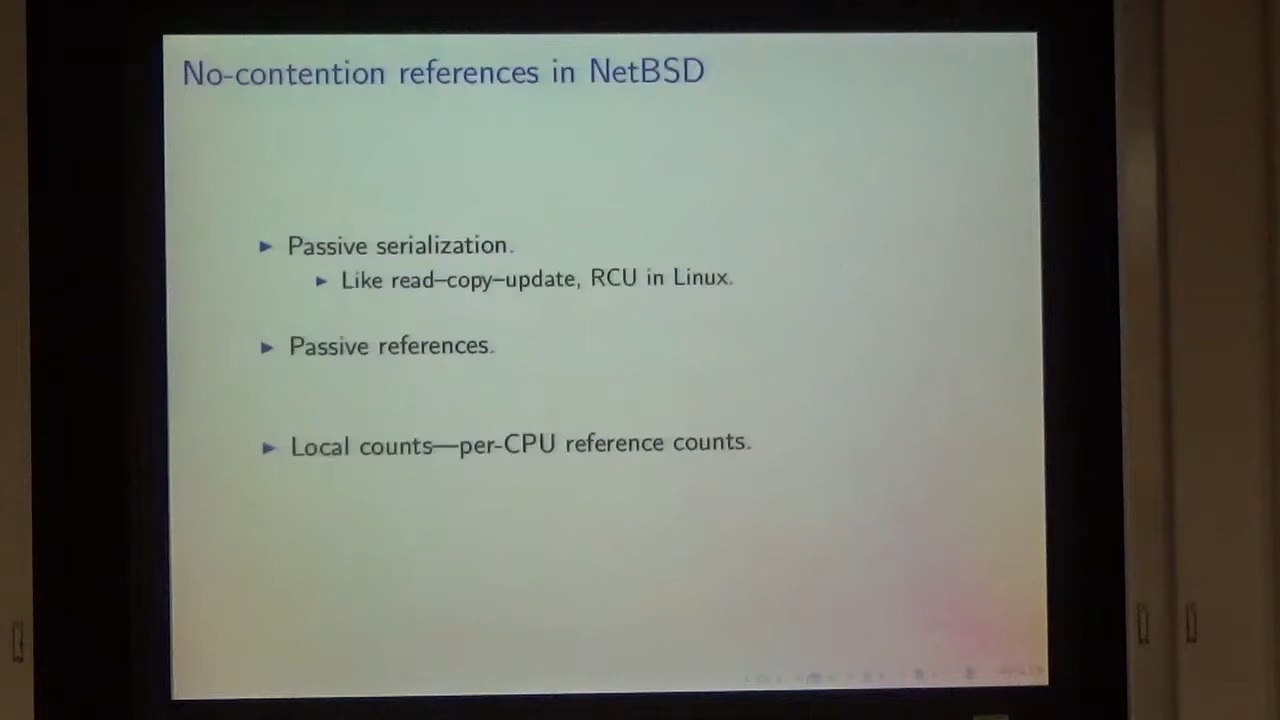 No-contention references in NetBSD
Passive serialization.
Like read–copy–update, RCU in Linux.
Passive references.
Local counts—per-CPU reference counts.